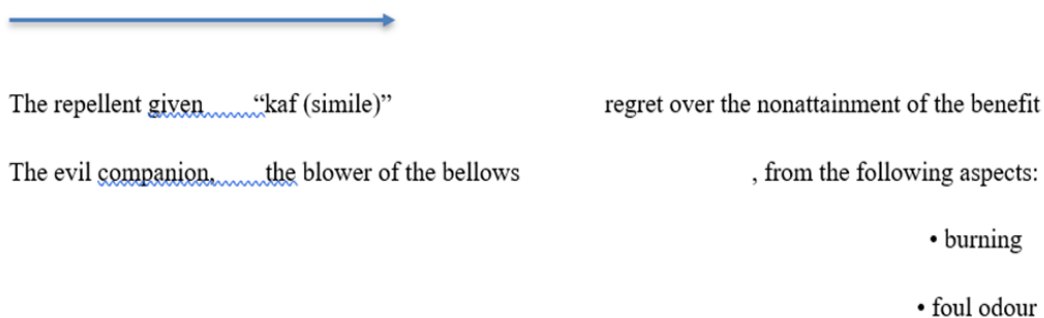 The repellent given “kaf (simile)” regret over the nonattainment of the benefit
The evil companion, the blower of the bellows , from the following aspects:
• burning
• foul odour